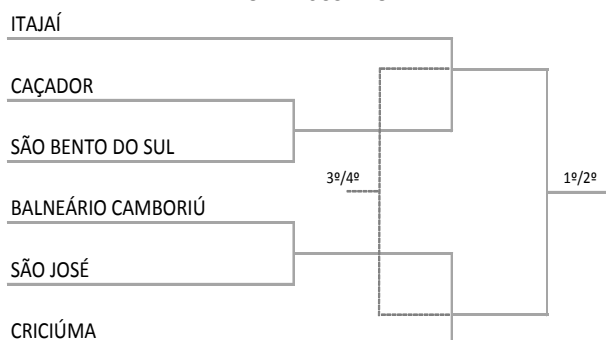 ITAJAÍ
CAÇADOR
SÃO BENTO DO SUL
3º/4º
1º/2º
BALNEÁRIO CAMBORIÚ
SÃO JOSÉ
CRICIÚMA